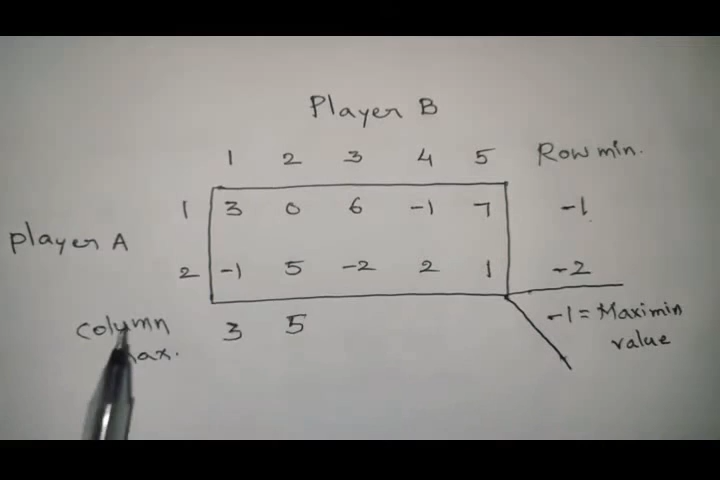 Player B
1 2 3 4 5 Row min.
1 3 0 6 -1 7 -1
player A
2 -1 5 -2 2 1 -2
column 3 5
-1 = Maximin
value